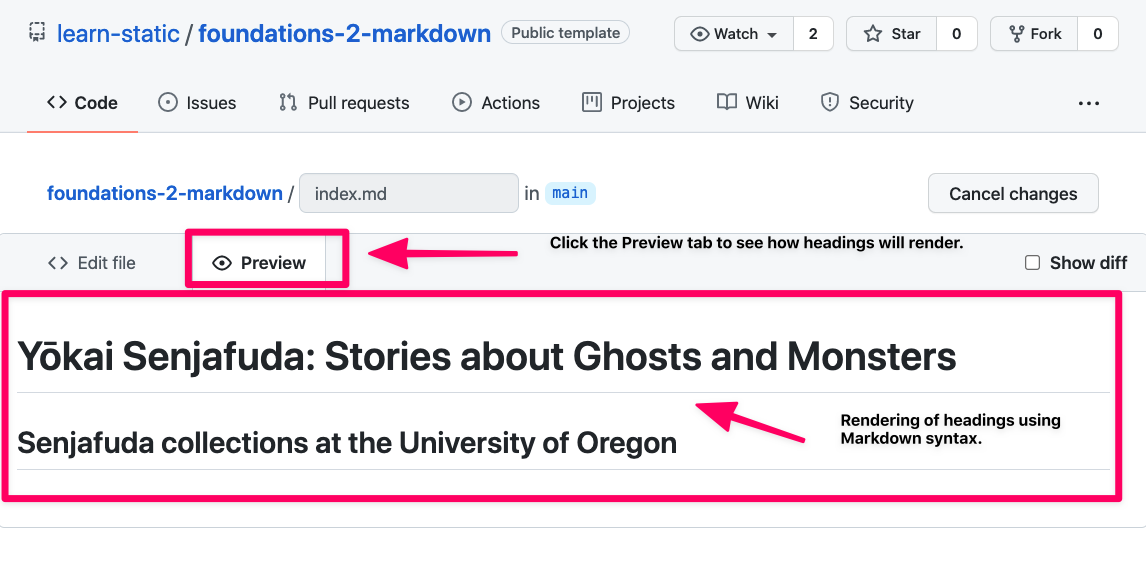 learn-static / foundations-2-markdown Public template Watch 2 Star 0 Fork 0
Code Issues Pull requests Actions Projects Wiki Security ...
foundations-2-markdown / index.md in main Cancel changes
Click the Preview tab to see how headings will render.
Edit file Preview Show diff
Yōkai Senjafuda: Stories about Ghosts and Monsters
Rendering of headings using
Markdown syntax.
Senjafuda collections at the University of Oregon